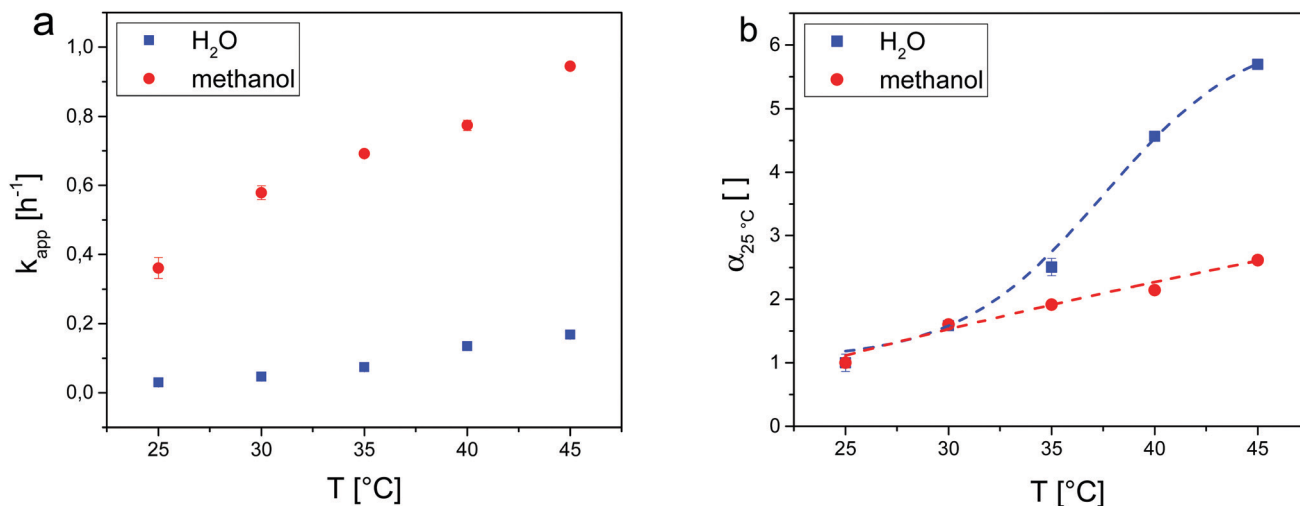 a
H₂O
methanol
1,0
0,8
0,6
0,4
0,2
0,0
k_app [h⁻¹]
25 30 35 40 45
T [°C]
b
H₂O
methanol
6
5
4
3
2
1
0
α₂₅ °C [ ]
25 30 35 40 45
T [°C]